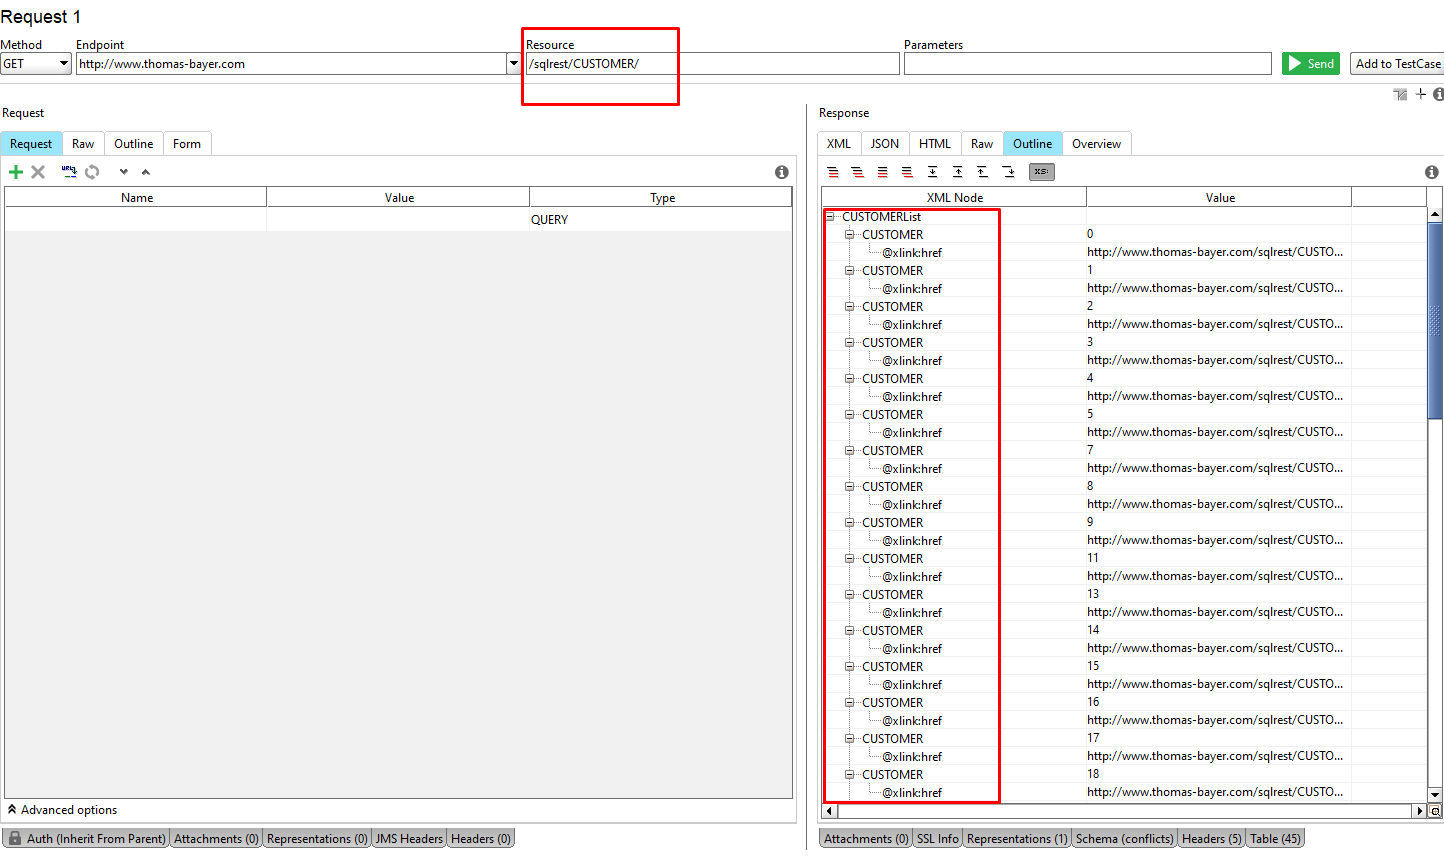 Request 1
Method Endpoint Resource Parameters
GET http://www.thomas-bayer.com /sqlrest/CUSTOMER/ Send Add to TestCase
Request Response
Request Raw Outline Form XML JSON HTML Raw Outline Overview
Name Value Type XML Node Value
QUERY
CUSTOMERList
CUSTOMER 0
@xlink:href http://www.thomas-bayer.com/sqlrest/CUSTO...
CUSTOMER 1
@xlink:href http://www.thomas-bayer.com/sqlrest/CUSTO...
CUSTOMER 2
@xlink:href http://www.thomas-bayer.com/sqlrest/CUSTO...
CUSTOMER 3
@xlink:href http://www.thomas-bayer.com/sqlrest/CUSTO...
CUSTOMER 4
@xlink:href http://www.thomas-bayer.com/sqlrest/CUSTO...
CUSTOMER 5
@xlink:href http://www.thomas-bayer.com/sqlrest/CUSTO...
CUSTOMER 7
@xlink:href http://www.thomas-bayer.com/sqlrest/CUSTO...
CUSTOMER 8
@xlink:href http://www.thomas-bayer.com/sqlrest/CUSTO...
CUSTOMER 9
@xlink:href http://www.thomas-bayer.com/sqlrest/CUSTO...
CUSTOMER 11
@xlink:href http://www.thomas-bayer.com/sqlrest/CUSTO...
CUSTOMER 13
@xlink:href http://www.thomas-bayer.com/sqlrest/CUSTO...
CUSTOMER 14
@xlink:href http://www.thomas-bayer.com/sqlrest/CUSTO...
CUSTOMER 15
@xlink:href http://www.thomas-bayer.com/sqlrest/CUSTO...
CUSTOMER 16
@xlink:href http://www.thomas-bayer.com/sqlrest/CUSTO...
CUSTOMER 17
@xlink:href http://www.thomas-bayer.com/sqlrest/CUSTO...
CUSTOMER 18
@xlink:href http://www.thomas-bayer.com/sqlrest/CUSTO...
Advanced options
Auth (Inherit From Parent) Attachments (0) Representations (0) JMS Headers Headers (0) Attachments (0) SSL Info Representations (1) Schema (conflicts) Headers (5) Table (45)